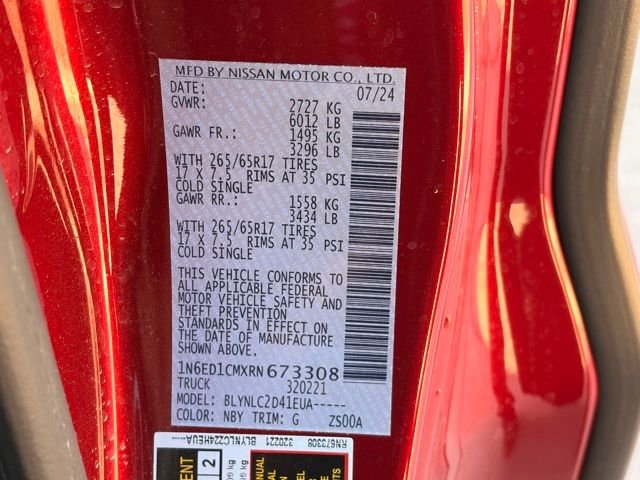 MFD BY NISSAN MOTOR CO., LTD.
DATE: 07/24
GVWR: 2727 KG
6012 LB
GAWR FR.: 1495 KG
3296 LB
WITH 265/65R17 TIRES
17 X 7.5 RIMS AT 35 PSI
COLD SINGLE
GAWR RR.: 1558 KG
3434 LB
WITH 265/65R17 TIRES
17 X 7.5 RIMS AT 35 PSI
COLD SINGLE
THIS VEHICLE CONFORMS TO
ALL APPLICABLE FEDERAL
MOTOR VEHICLE SAFETY AND
THEFT PREVENTION
STANDARDS IN EFFECT ON
THE DATE OF MANUFACTURE
SHOWN ABOVE.
1N6ED1CMXRN673308
TRUCK 320221
MODEL: BLYNLC2D41EUA-----
COLOR: NBY TRIM: G ZS00A
RN673308 320221 BLYNLCZZ4HEUA
2